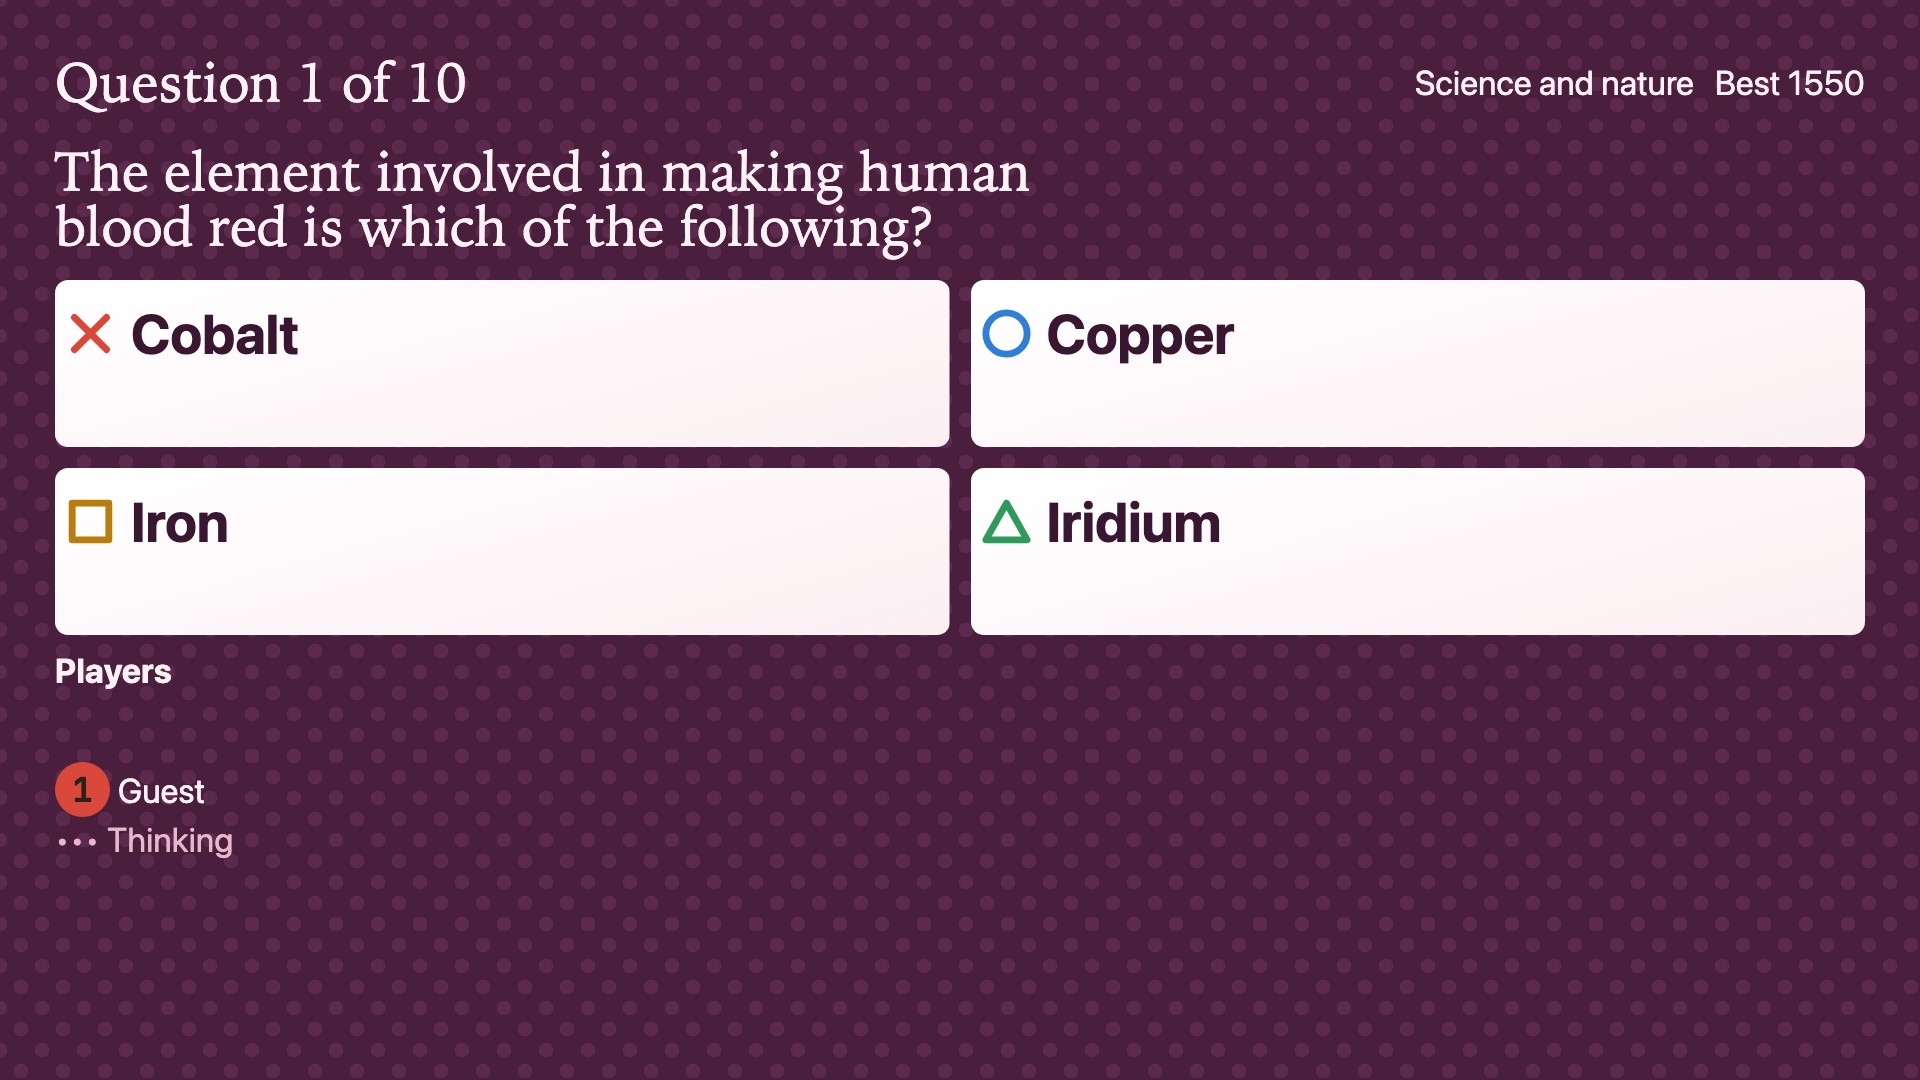 Question 1 of 10
Science and nature Best 1550
The element involved in making human
blood red is which of the following?
Cobalt
Copper
Iron
Iridium
Players
1 Guest
Thinking